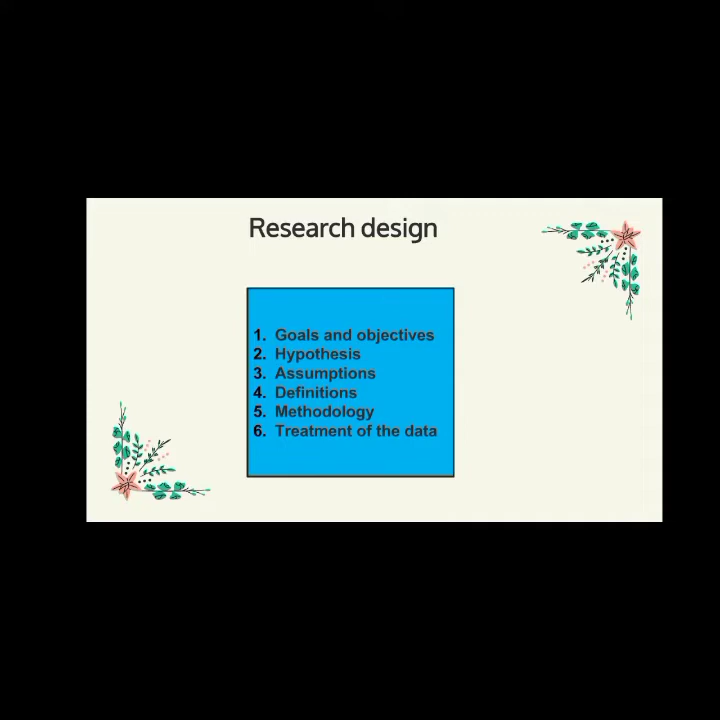 Research design
1. Goals and objectives
2. Hypothesis
3. Assumptions
4. Definitions
5. Methodology
6. Treatment of the data